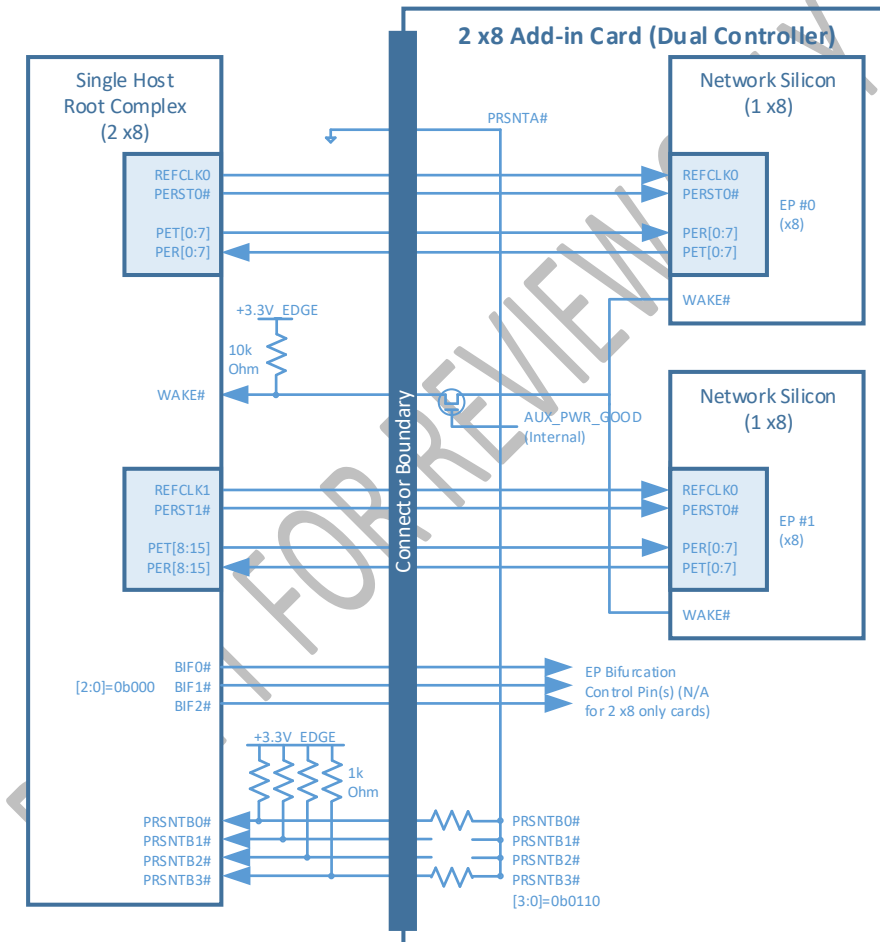 2 x8 Add-in Card (Dual Controller)
Single Host
Root Complex
(2 x8)
Network Silicon
(1 x8)
PRSNTA#
REFCLK0
PERST0#
PET[0:7]
PER[0:7]
REFCLK0
PERST0#
PER[0:7]
PET[0:7]
EP #0
(x8)
WAKE#
+3.3V_EDGE
10k
Ohm
WAKE#
AUX_PWR_GOOD
(Internal)
Connector Boundary
Network Silicon
(1 x8)
REFCLK1
PERST1#
PET[8:15]
PER[8:15]
REFCLK0
PERST0#
PER[0:7]
PET[0:7]
EP #1
(x8)
WAKE#
[2:0]=0b000
BIF0#
BIF1#
BIF2#
EP Bifurcation
Control Pin(s) (N/A
for 2 x8 only cards)
+3.3V_EDGE
1k
Ohm
PRSNTB0#
PRSNTB1#
PRSNTB2#
PRSNTB3#
PRSNTB0#
PRSNTB1#
PRSNTB2#
PRSNTB3#
[3:0]=0b0110
FOR REVIEW